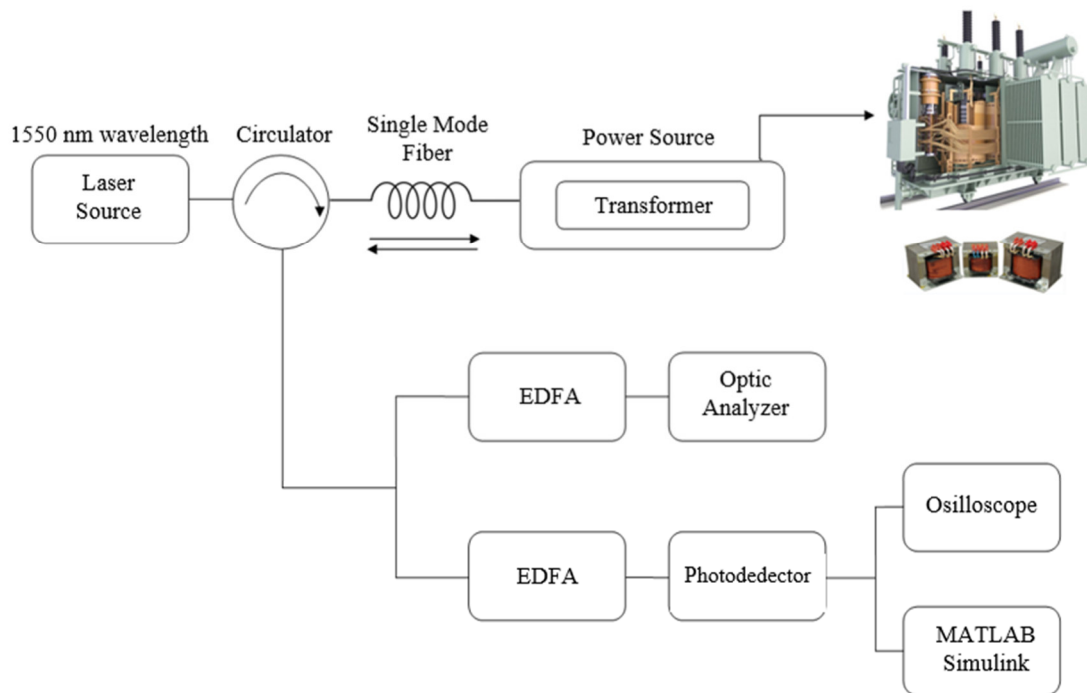 1550 nm wavelength
Laser
Source
Circulator
Single Mode
Fiber
Power Source
Transformer
EDFA
Optic
Analyzer
EDFA
Photodedector
Osilloscope
MATLAB
Simulink